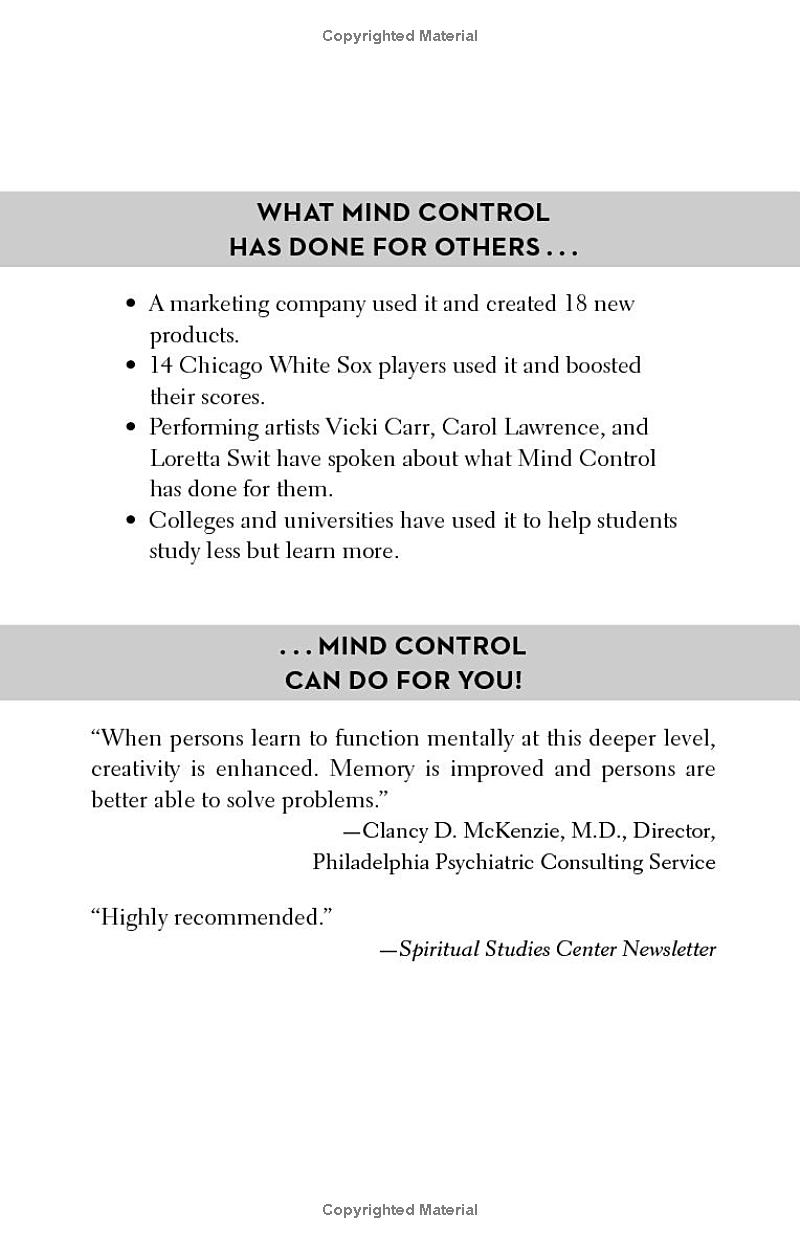 Copyrighted Material
WHAT MIND CONTROL
HAS DONE FOR OTHERS . . .
• A marketing company used it and created 18 new
products.
• 14 Chicago White Sox players used it and boosted
their scores.
• Performing artists Vicki Carr, Carol Lawrence, and
Loretta Swit have spoken about what Mind Control
has done for them.
• Colleges and universities have used it to help students
study less but learn more.
. . . MIND CONTROL
CAN DO FOR YOU!
“When persons learn to function mentally at this deeper level,
creativity is enhanced. Memory is improved and persons are
better able to solve problems.”
—Clancy D. McKenzie, M.D., Director,
Philadelphia Psychiatric Consulting Service
“Highly recommended.”
—Spiritual Studies Center Newsletter
Copyrighted Material